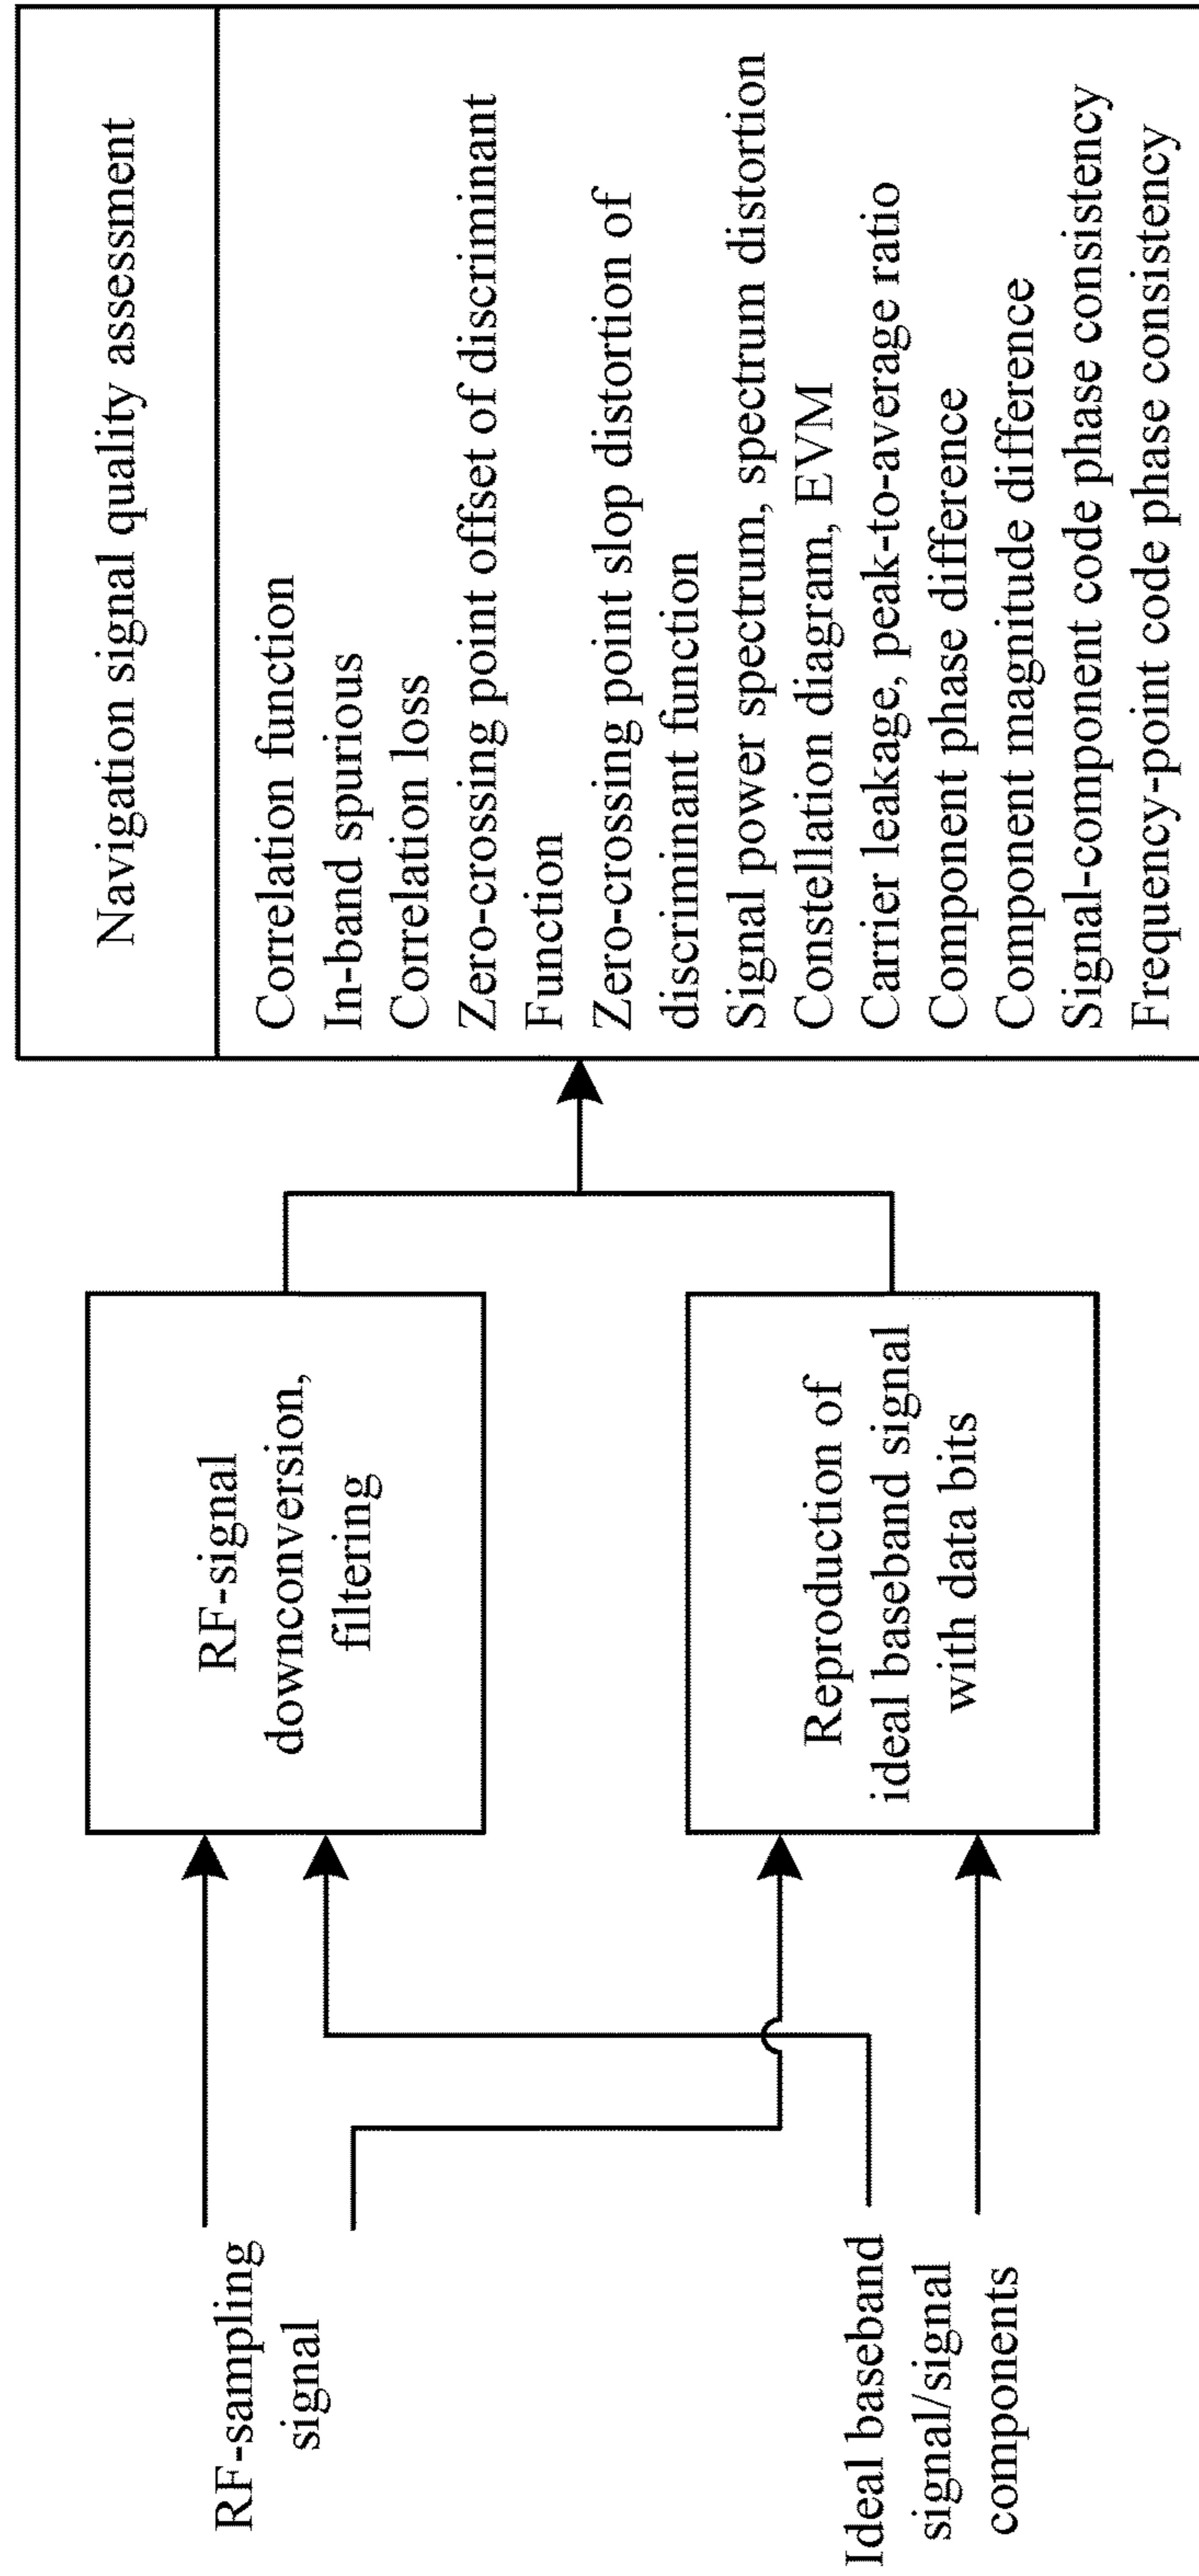 RF-sampling
signal
Ideal baseband
signal/signal
components
RF-signal
downconversion,
filtering
Reproduction of
ideal baseband signal
with data bits
Navigation signal quality assessment
Correlation function
In-band spurious
Correlation loss
Zero-crossing point offset of discriminant
Function
Zero-crossing point slop distortion of
discriminant function
Signal power spectrum, spectrum distortion
Constellation diagram, EVM
Carrier leakage, peak-to-average ratio
Component phase difference
Component magnitude difference
Signal-component code phase consistency
Frequency-point code phase consistency